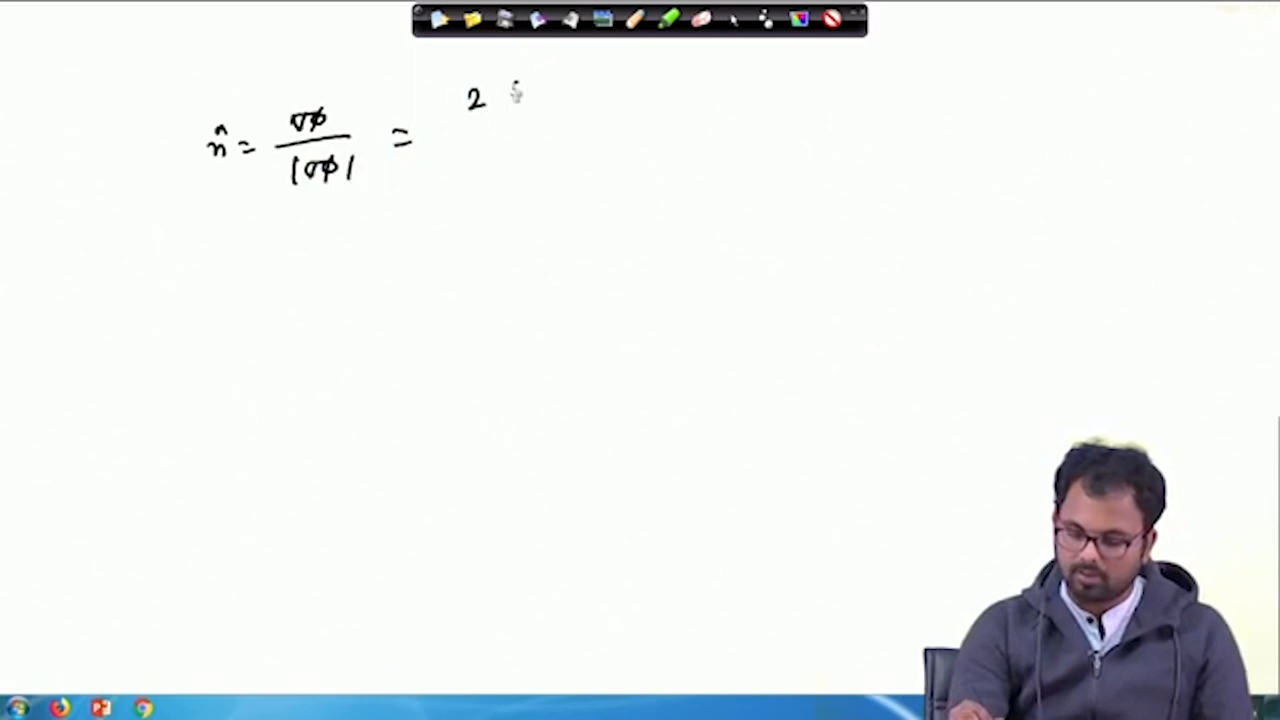 n̂ = ∇φ / |∇φ| = 2